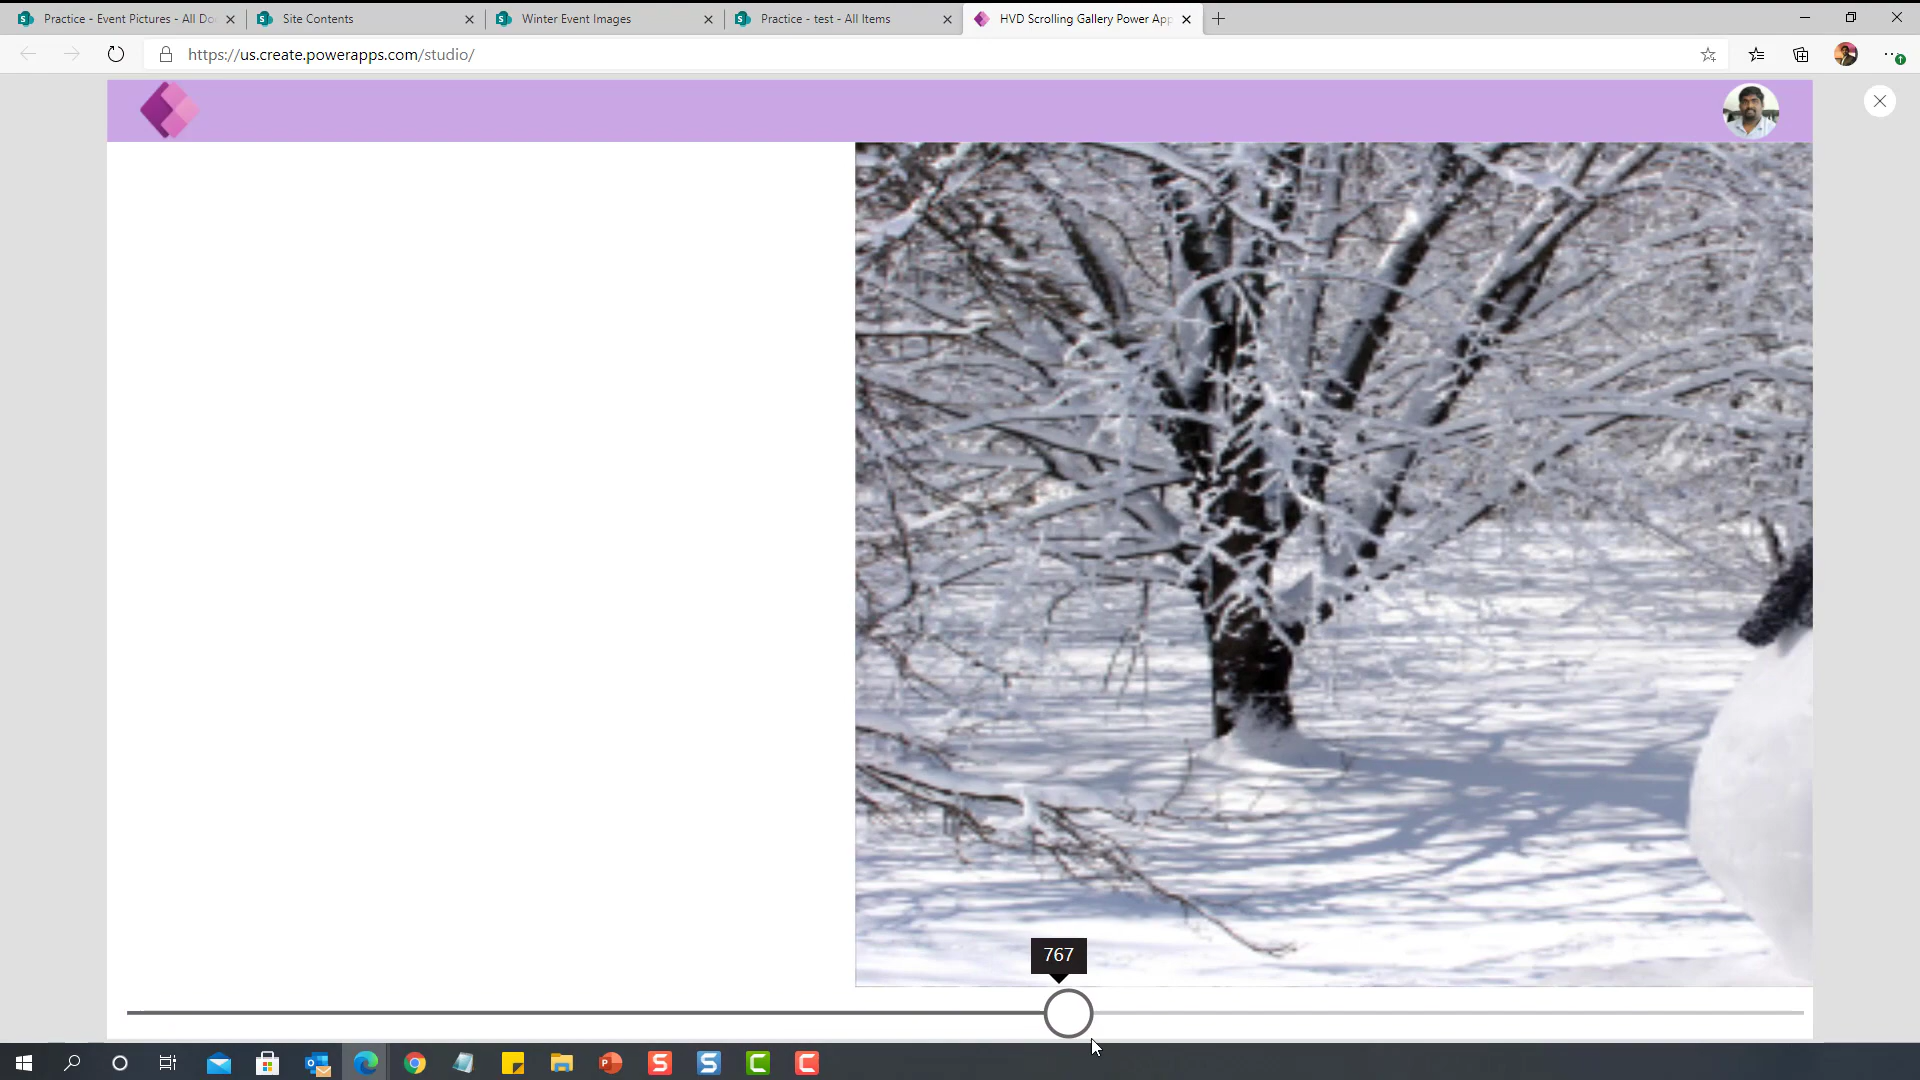 Practice - Event Pictures - All Do
Site Contents
Winter Event Images
Practice - test - All Items
HVD Scrolling Gallery Power App
https://us.create.powerapps.com/studio/
767